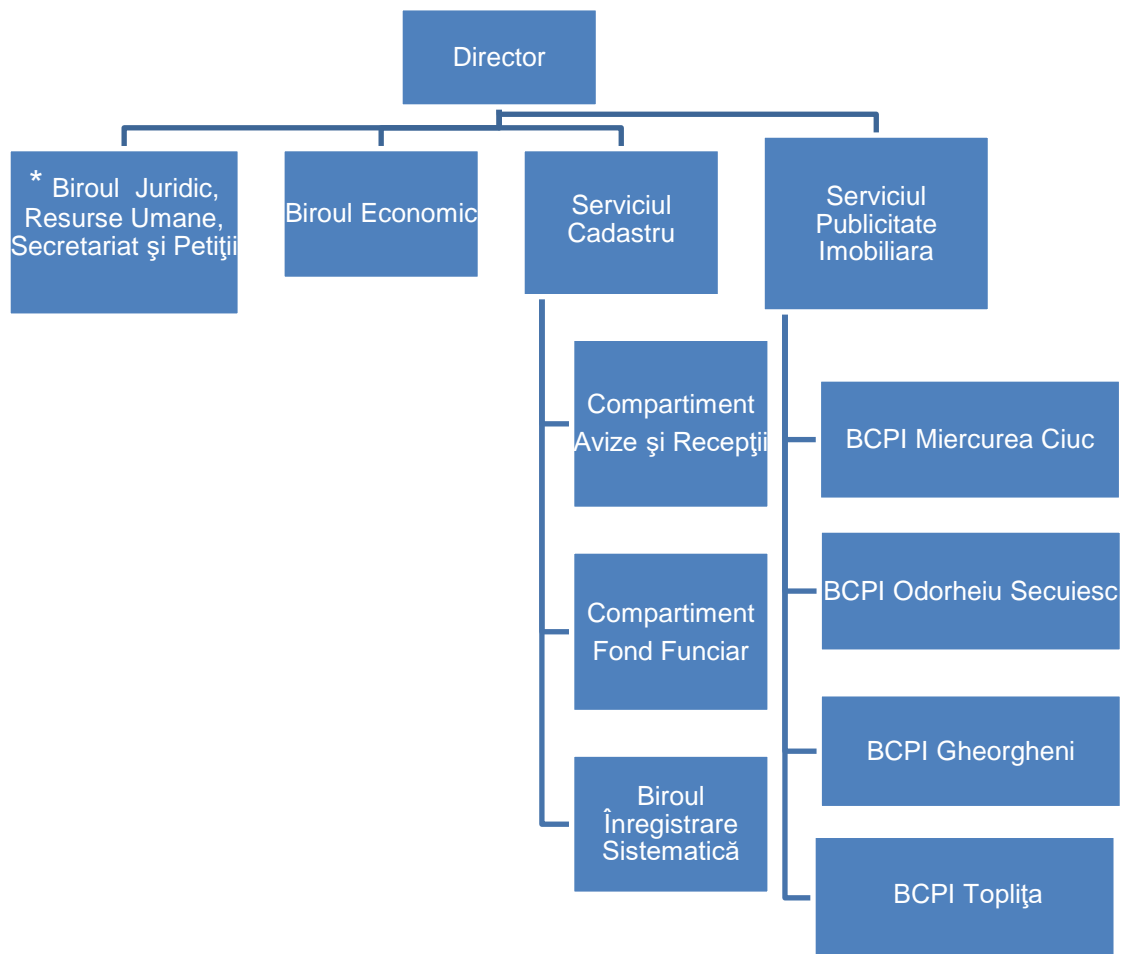 Director
* Biroul Juridic,
Resurse Umane,
Secretariat şi Petiţii
Biroul Economic
Serviciul
Cadastru
Serviciul
Publicitate
Imobiliara
Compartiment
Avize şi Recepţii
Compartiment
Fond Funciar
Biroul
Înregistrare
Sistematică
BCPI Miercurea Ciuc
BCPI Odorheiu Secuiesc
BCPI Gheorgheni
BCPI Topliţa